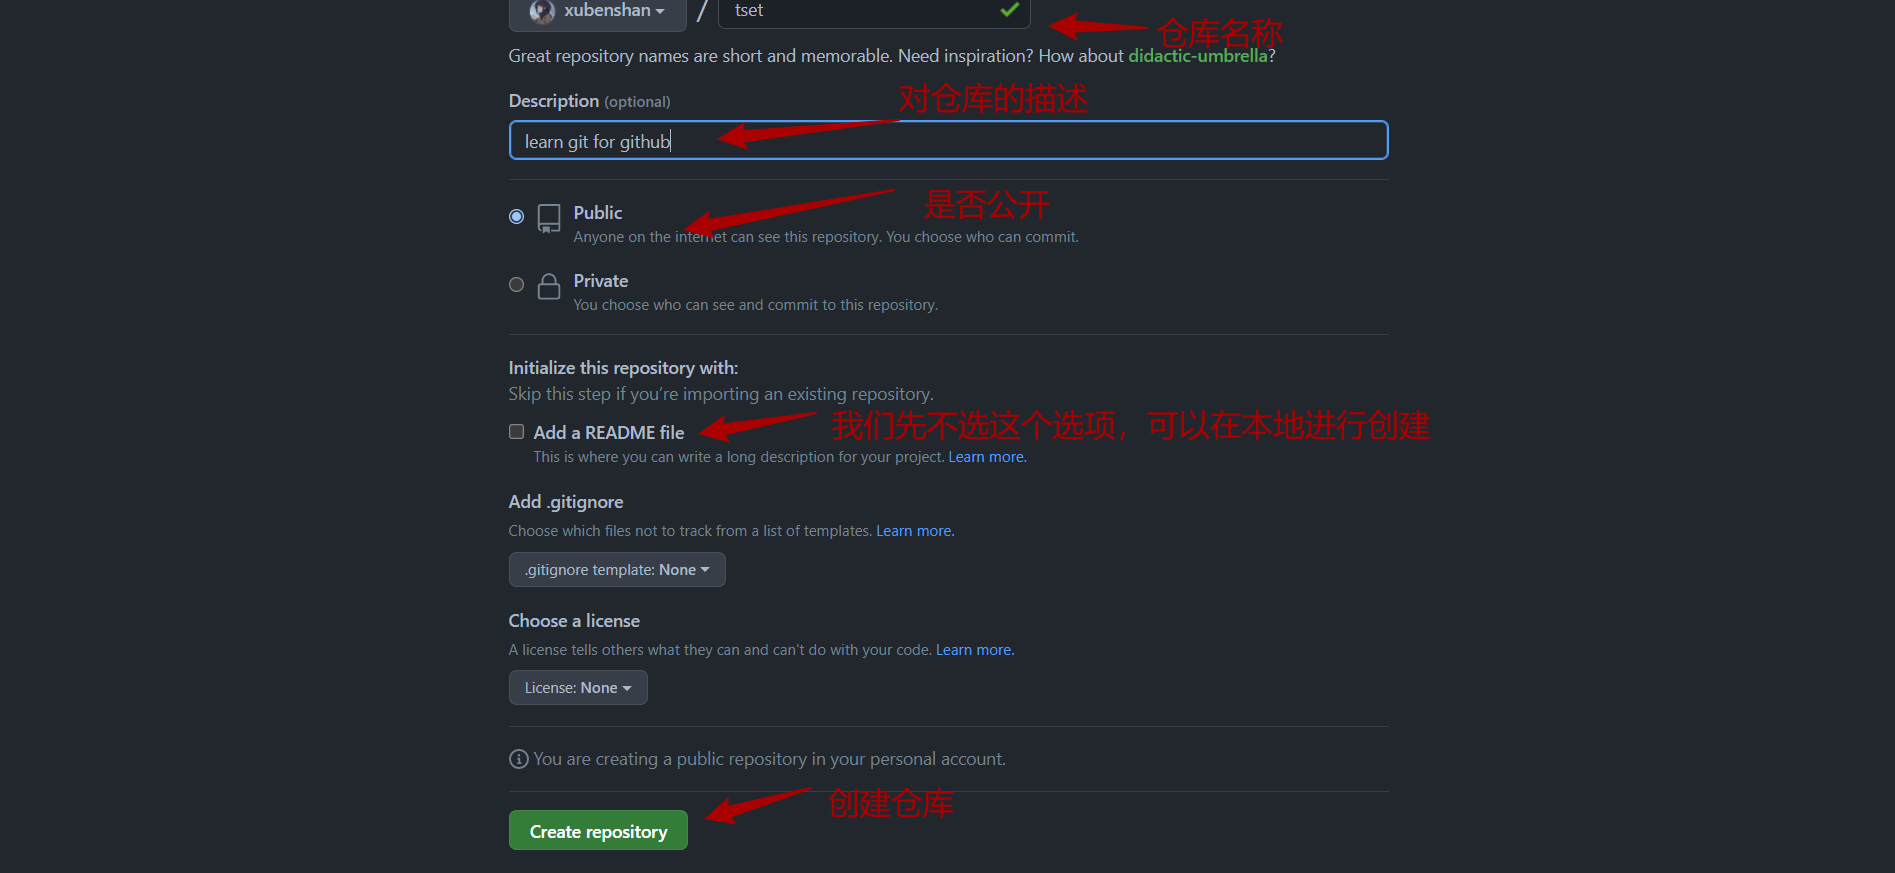 xubenshan / tset
仓库名称
Great repository names are short and memorable. Need inspiration? How about didactic-umbrella?
Description (optional)
对仓库的描述
learn git for github
是否公开
Public
Anyone on the internet can see this repository. You choose who can commit.
Private
You choose who can see and commit to this repository.
Initialize this repository with:
Skip this step if you’re importing an existing repository.
Add a README file
我们先不选这个选项，可以在本地进行创建
This is where you can write a long description for your project. Learn more.
Add .gitignore
Choose which files not to track from a list of templates. Learn more.
.gitignore template: None
Choose a license
A license tells others what they can and can't do with your code. Learn more.
License: None
You are creating a public repository in your personal account.
创建仓库
Create repository